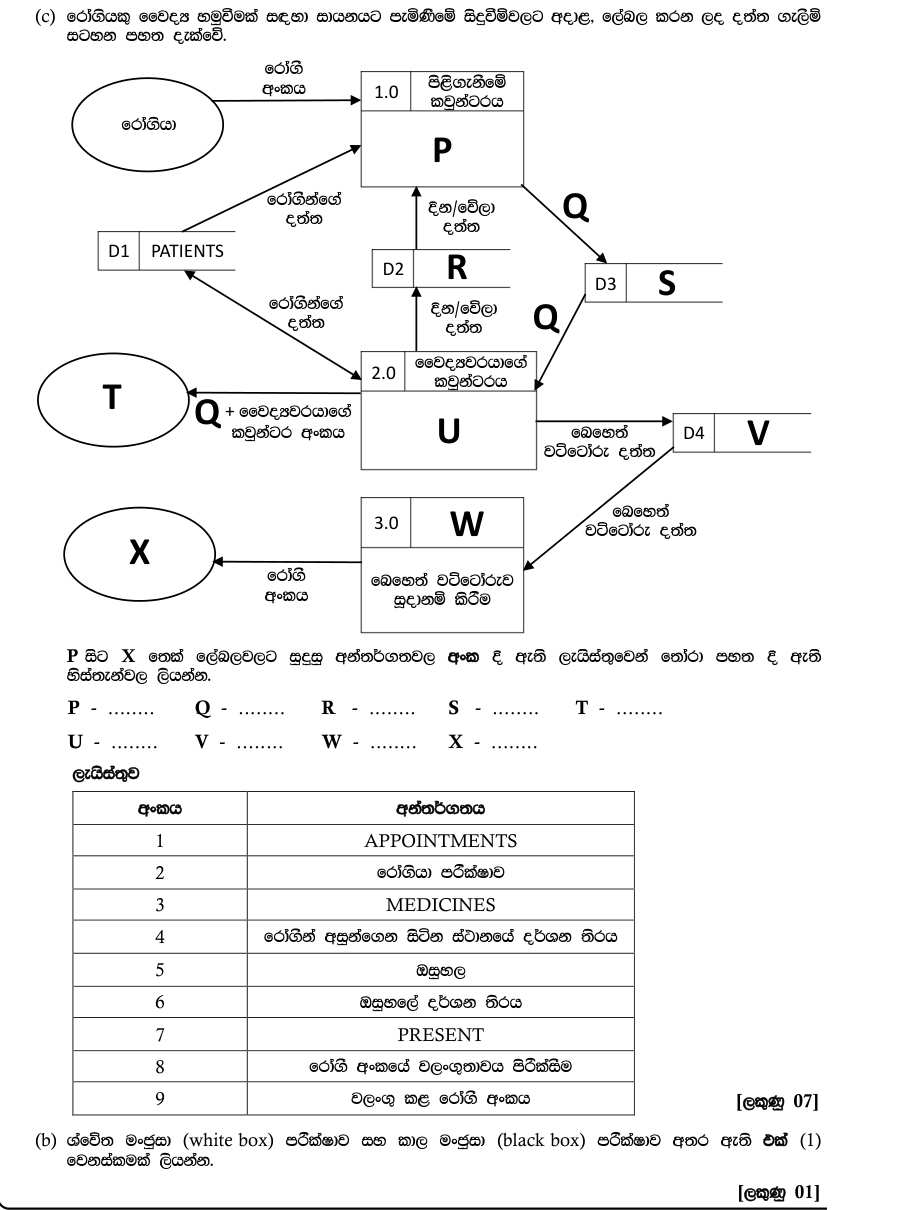 (c) රෝගියකු වෛද්‍ය හමුවීමක් සඳහා සායනයට පැමිණීමේ සිදුවීම්වලට අදාළ, ලේබල කරන ලද දත්ත ගැලීම්
සටහන පහත දැක්වේ.
රෝගී
අංකය
රෝගියා
1.0
පිළිගැනීමේ
කවුන්ටරය
P
රෝගීන්ගේ
දත්ත
දින/වේලා
දත්ත
Q
D1
PATIENTS
D2
R
D3
S
රෝගීන්ගේ
දත්ත
දින/වේලා
දත්ත
Q
2.0
වෛද්‍යවරයාගේ
කවුන්ටරය
T
Q + වෛද්‍යවරයාගේ
කවුන්ටර අංකය
U
බෙහෙත්
වට්ටෝරු දත්ත
D4
V
3.0
W
බෙහෙත්
වට්ටෝරු දත්ත
X
රෝගී
අංකය
බෙහෙත් වට්ටෝරුව
සූදානම් කිරීම
P සිට X තෙක් ලේබලවලට සුදුසු අන්තර්ගතවල අංක දී ඇති ලැයිස්තුවෙන් තෝරා පහත දී ඇති
හිස්තැන්වල ලියන්න.
P - ........ Q - ........ R - ........ S - ........ T - ........
U - ........ V - ........ W - ........ X - ........
ලැයිස්තුව
අංකය අන්තර්ගතය
1 APPOINTMENTS
2 රෝගියා පරීක්ෂාව
3 MEDICINES
4 රෝගීන් අසුන්ගෙන සිටින ස්ථානයේ දර්ශන තිරය
5 ඔසුහල
6 ඔසුහලේ දර්ශන තිරය
7 PRESENT
8 රෝගී අංකයේ වලංගුතාවය පිරික්සීම
9 වලංගු කළ රෝගී අංකය
[ලකුණු 07]
(b) ශ්වේත මංජුසා (white box) පරීක්ෂාව සහ කාල මංජුසා (black box) පරීක්ෂාව අතර ඇති එක් (1)
වෙනස්කමක් ලියන්න.
[ලකුණු 01]